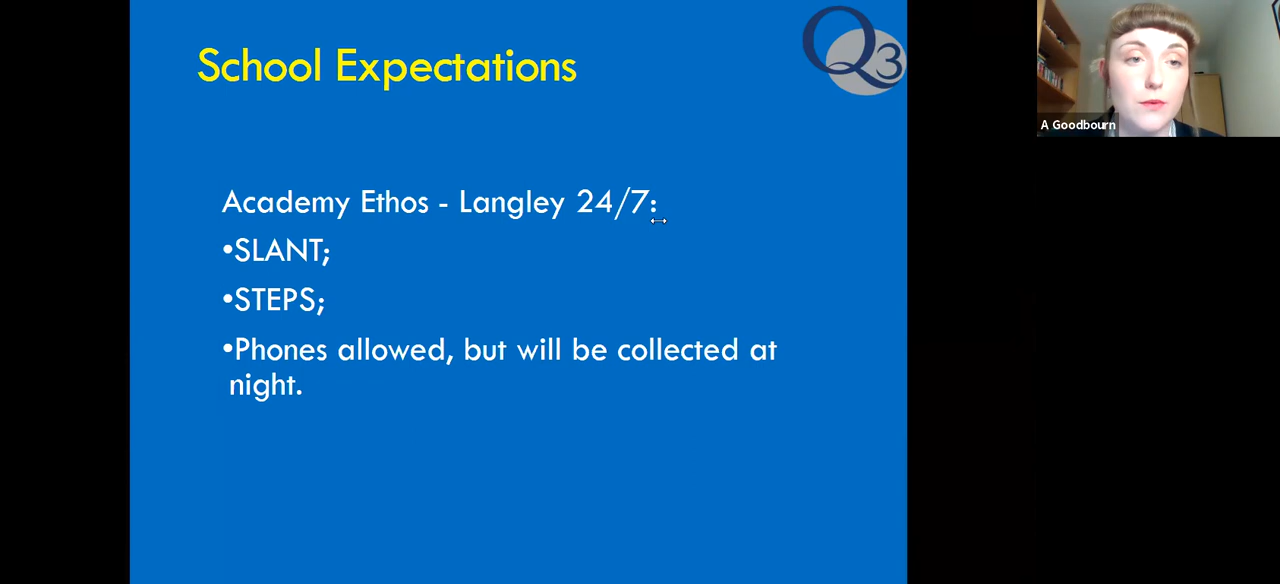 School Expectations
Q3
Academy Ethos - Langley 24/7:
•SLANT;
•STEPS;
•Phones allowed, but will be collected at
night.
A Goodbourn